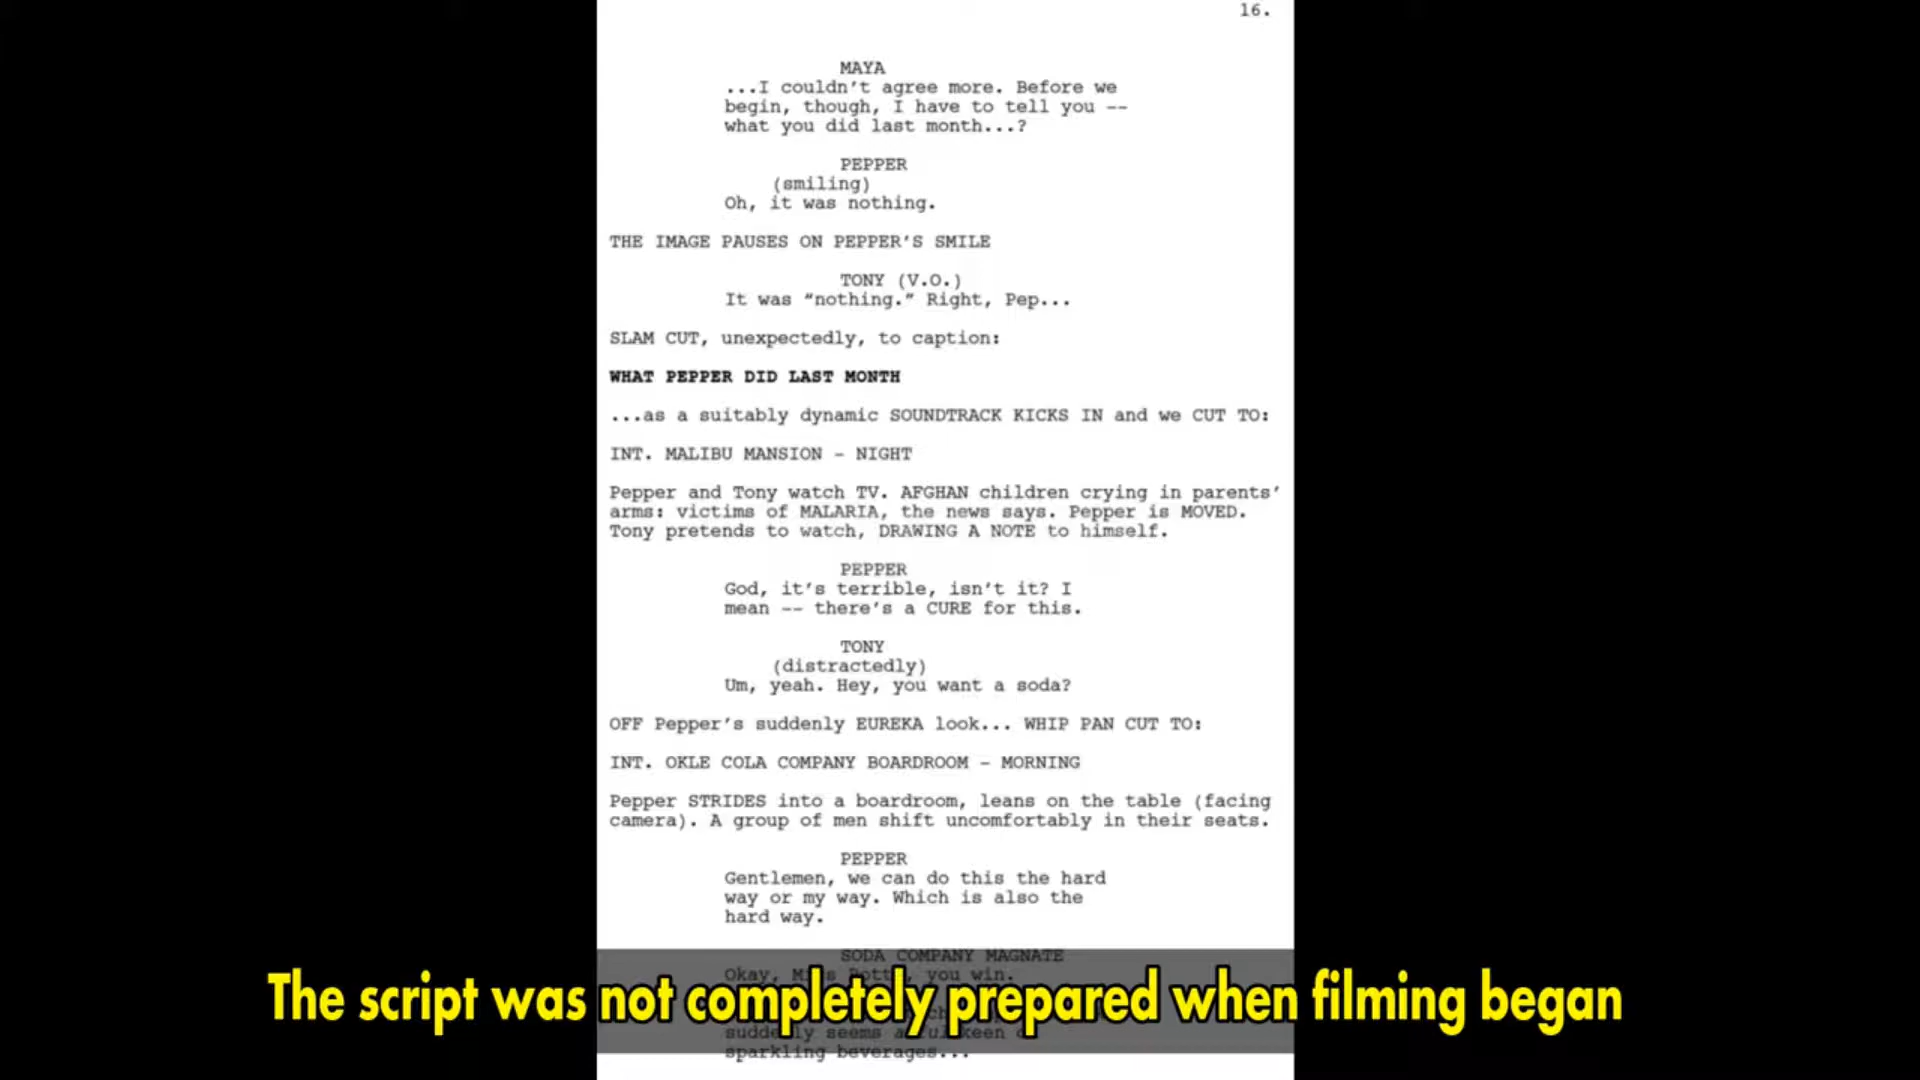 16.
MAYA
...I couldn't agree more. Before we
begin, though, I have to tell you --
what you did last month...?
PEPPER
(smiling)
Oh, it was nothing.
THE IMAGE PAUSES ON PEPPER'S SMILE
TONY (V.O.)
It was “nothing.” Right, Pep...
SLAM CUT, unexpectedly, to caption:
WHAT PEPPER DID LAST MONTH
...as a suitably dynamic SOUNDTRACK KICKS IN and we CUT TO:
INT. MALIBU MANSION - NIGHT
Pepper and Tony watch TV. AFGHAN children crying in parents'
arms: victims of MALARIA, the news says. Pepper is MOVED.
Tony pretends to watch, DRAWING A NOTE to himself.
PEPPER
God, it's terrible, isn't it? I
mean -- there's a CURE for this.
TONY
(distractedly)
Um, yeah. Hey, you want a soda?
OFF Pepper's suddenly EUREKA look... WHIP PAN CUT TO:
INT. OKLE COLA COMPANY BOARDROOM - MORNING
Pepper STRIDES into a boardroom, leans on the table (facing
camera). A group of men shift uncomfortably in their seats.
PEPPER
Gentlemen, we can do this the hard
way or my way. Which is also the
hard way.
SODA COMPANY MAGNATE
Okay, you win.
The script was not completely prepared when filming began
seems
sparkling beverages...